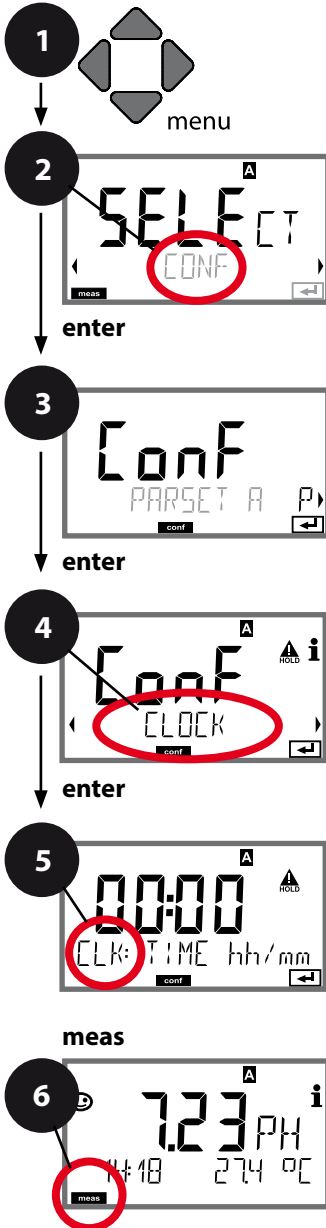 1
menu
2
A
SELECT
CONF
meas
enter
3
ConF
PARSET A P
conf
enter
4
A
ConF
HOLD i
CLOCK
conf
enter
5
A
00:00
HOLD
CLK: TIME hh/mm
conf
meas
6
A
7.23 PH
i
14:18 27.4 °C
meas